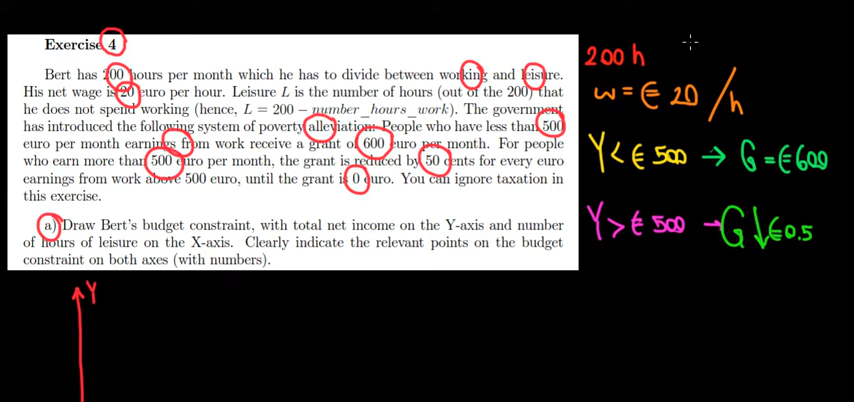 Exercise 4
200 h
Bert has 200 hours per month which he has to divide between working and leisure.
His net wage is 20 euro per hour. Leisure L is the number of hours (out of the 200) that
w = € 20 / h
he does not spend working (hence, L = 200 − number_hours_work). The government
has introduced the following system of poverty alleviation: People who have less than 500
euro per month earnings from work receive a grant of 600 euro per month. For people
Y < € 500 → G = € 600
who earn more than 500 euro per month, the grant is reduced by 50 cents for every euro
earnings from work above 500 euro, until the grant is 0 euro. You can ignore taxation in
this exercise.
a) Draw Bert's budget constraint, with total net income on the Y-axis and number
Y > € 500 → G ↓ € 0.5
of hours of leisure on the X-axis. Clearly indicate the relevant points on the budget
constraint on both axes (with numbers).
Y